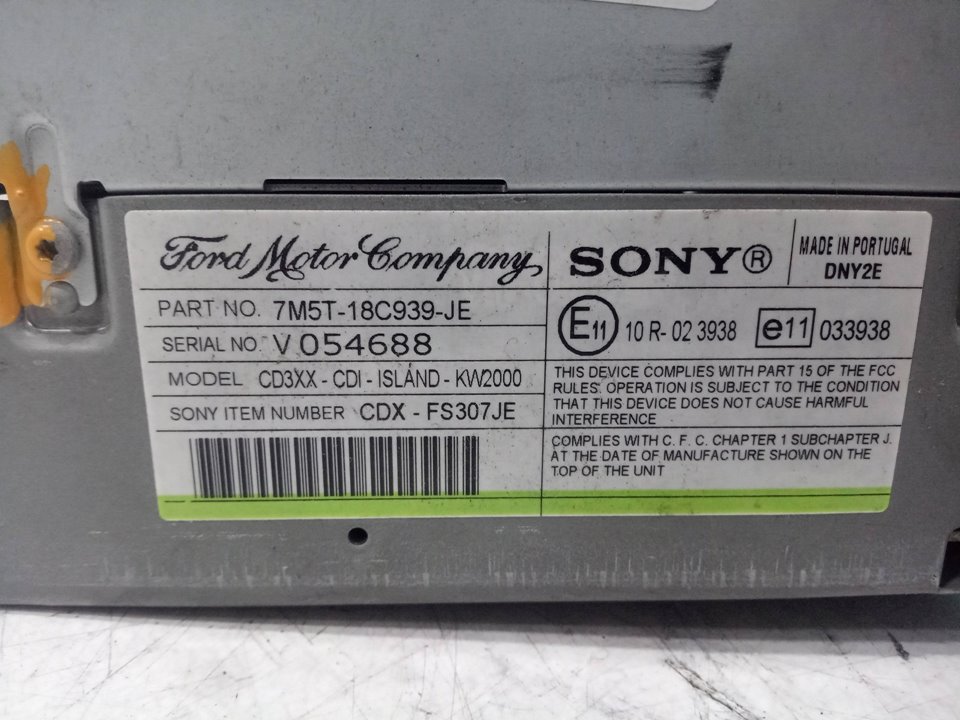 Ford Motor Company
SONY®
MADE IN PORTUGAL
DNY2E
PART NO. 7M5T-18C939-JE
SERIAL NO. V 054688
MODEL CD3XX - CDI - ISLAND - KW2000
SONY ITEM NUMBER CDX - FS307JE
E11 10 R- 02 3938 e11 033938
THIS DEVICE COMPLIES WITH PART 15 OF THE FCC
RULES. OPERATION IS SUBJECT TO THE CONDITION
THAT THIS DEVICE DOES NOT CAUSE HARMFUL
INTERFERENCE
COMPLIES WITH C. F. C. CHAPTER 1 SUBCHAPTER J.
AT THE DATE OF MANUFACTURE SHOWN ON THE
TOP OF THE UNIT